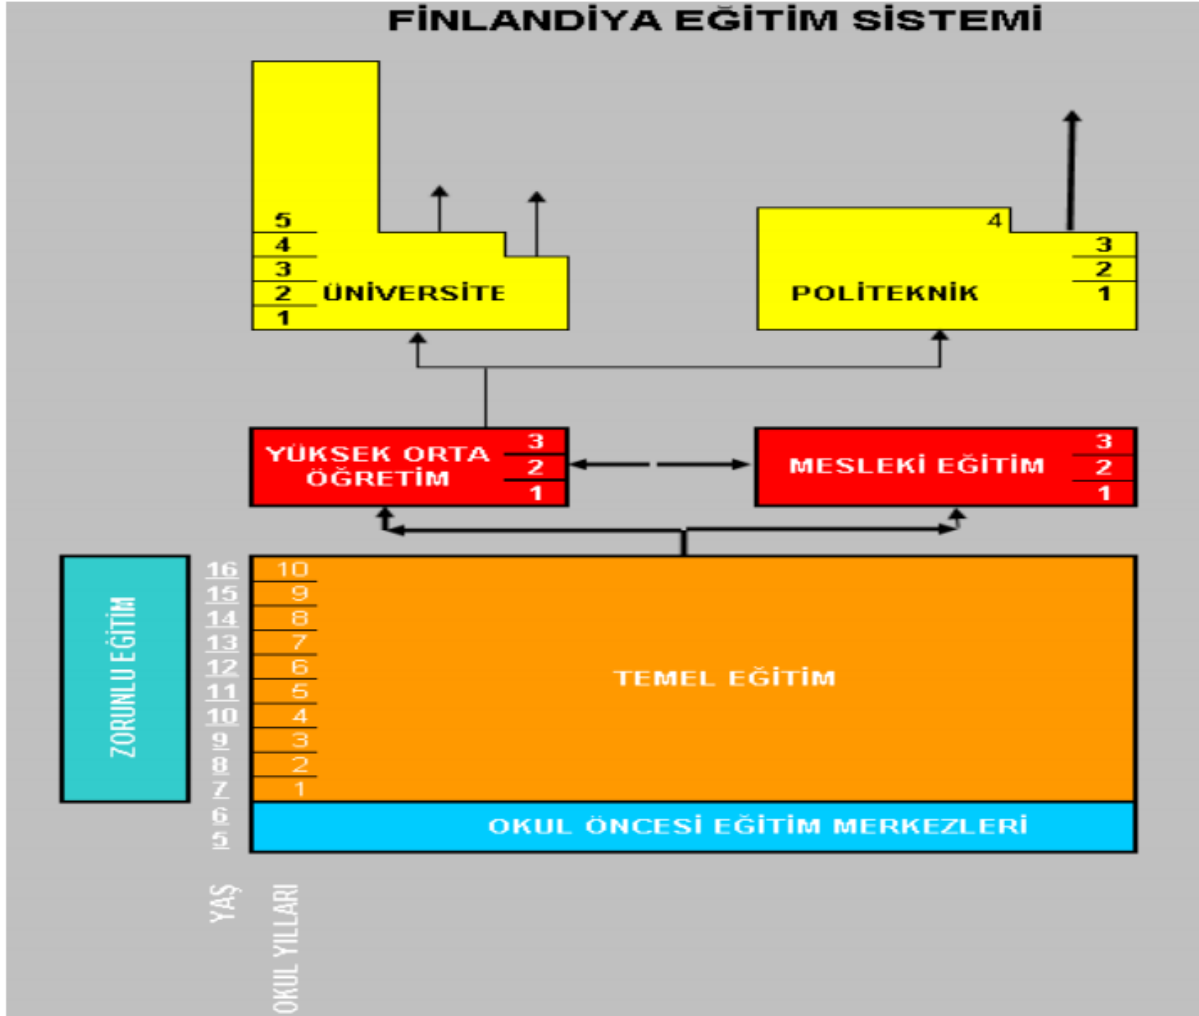 FİNLANDİYA EĞİTİM SİSTEMİ
5
4
3
2
1
ÜNİVERSİTE
4
3
2
1
POLİTEKNİK
YÜKSEK ORTA
ÖĞRETİM
3
2
1
MESLEKİ EĞİTİM
3
2
1
ZORUNLU EĞİTİM
16 10
15 9
14 8
13 7
12 6
11 5
10 4
9 3
8 2
7 1
6
5
TEMEL EĞİTİM
OKUL ÖNCESİ EĞİTİM MERKEZLERİ
YAŞ
OKUL YILLARI